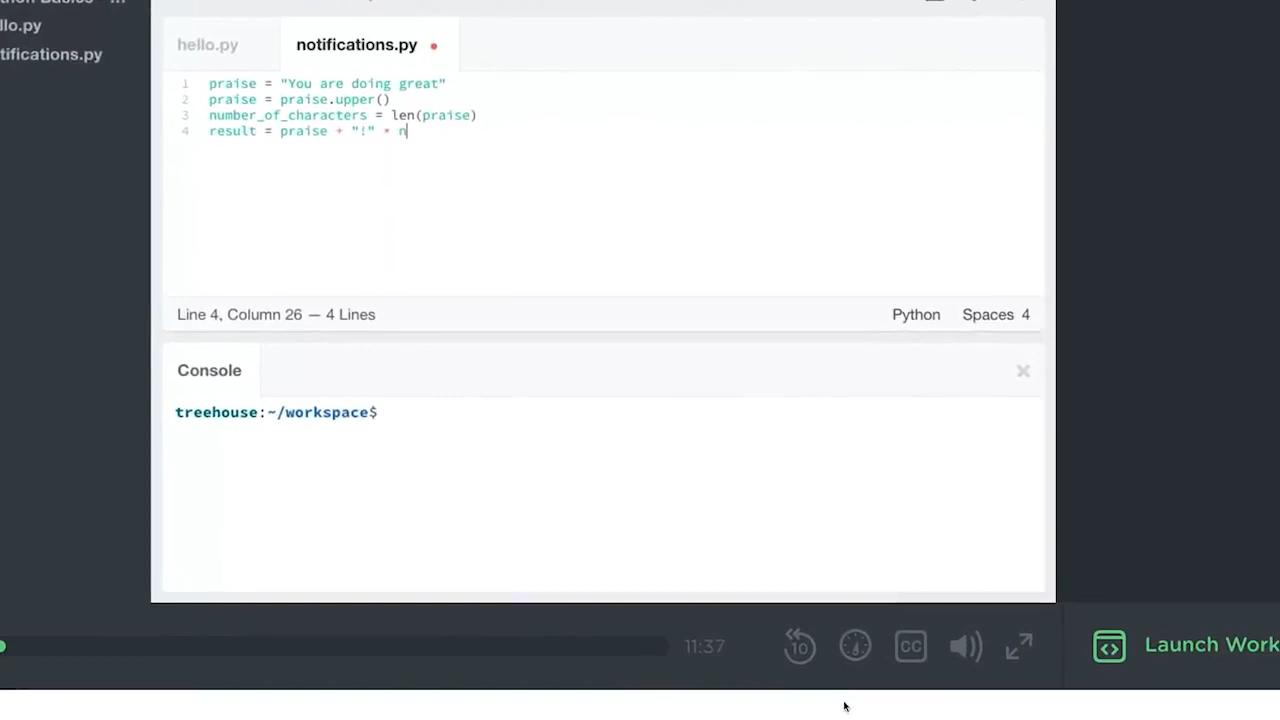 llo.py
tifications.py
hello.py
notifications.py
1 praise = "You are doing great"
2 praise = praise.upper()
3 number_of_characters = len(praise)
4 result = praise + "!" * n
Line 4, Column 26 — 4 Lines
Python
Spaces 4
Console
treehouse:~/workspace$
11:37
10
CC
Launch Work